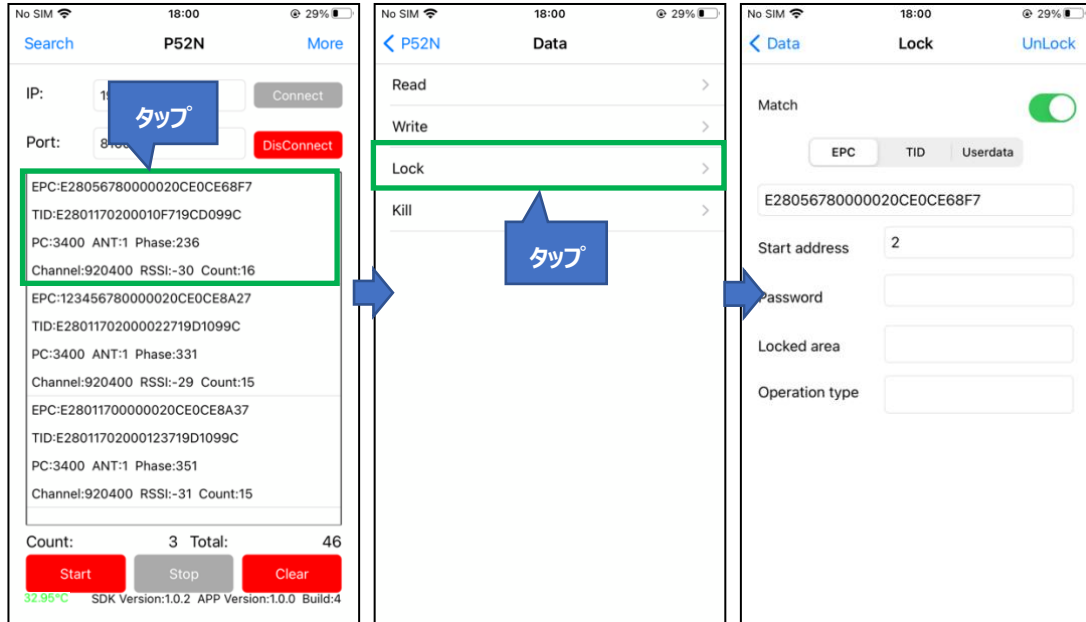 No SIM 18:00 29%
Search P52N More
IP: Connect
Port: DisConnect
タップ
EPC:E28056780000020CE0CE68F7
TID:E2801170200010F719CD099C
PC:3400 ANT:1 Phase:236
Channel:920400 RSSI:-30 Count:16
EPC:123456780000020CE0CE8A27
TID:E28011702000022719D1099C
PC:3400 ANT:1 Phase:331
Channel:920400 RSSI:-29 Count:15
EPC:E28011700000020CE0CE8A37
TID:E28011702000123719D1099C
PC:3400 ANT:1 Phase:351
Channel:920400 RSSI:-31 Count:15
Count: 3 Total: 46
Start Stop Clear
32.95°C SDK Version:1.0.2 APP Version:1.0.0 Build:4
No SIM 18:00 29%
P52N Data
Read
Write
Lock
Kill
タップ
No SIM 18:00 29%
Data Lock UnLock
Match
EPC TID Userdata
E28056780000020CE0CE68F7
Start address 2
Password
Locked area
Operation type